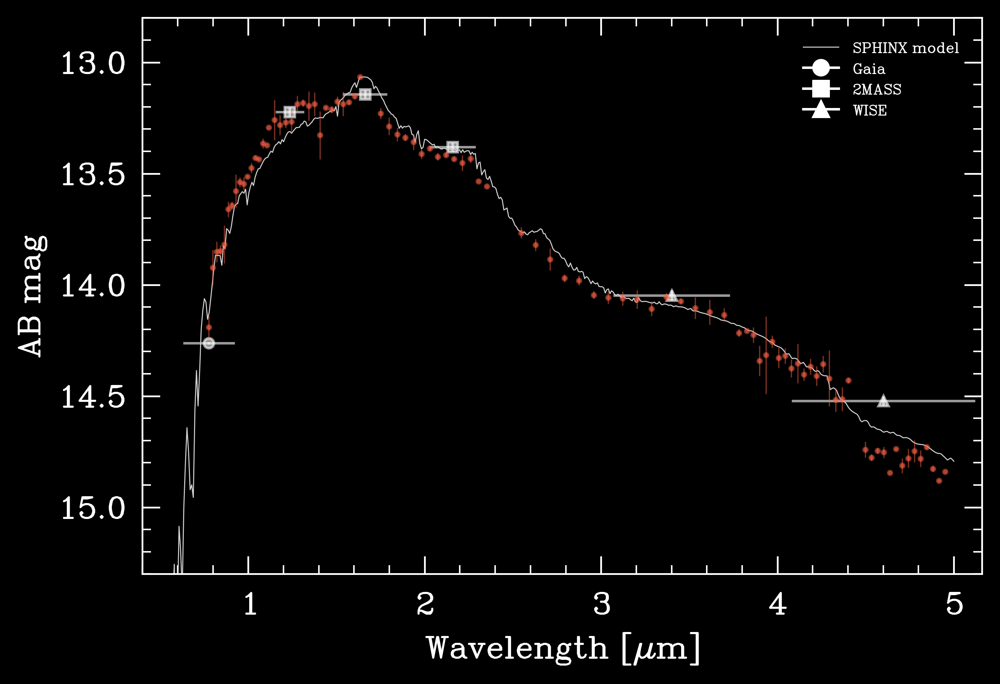 SPHINX model
Gaia
2MASS
WISE
13.0
13.5
14.0
14.5
15.0
AB mag
1 2 3 4 5
Wavelength [μm]